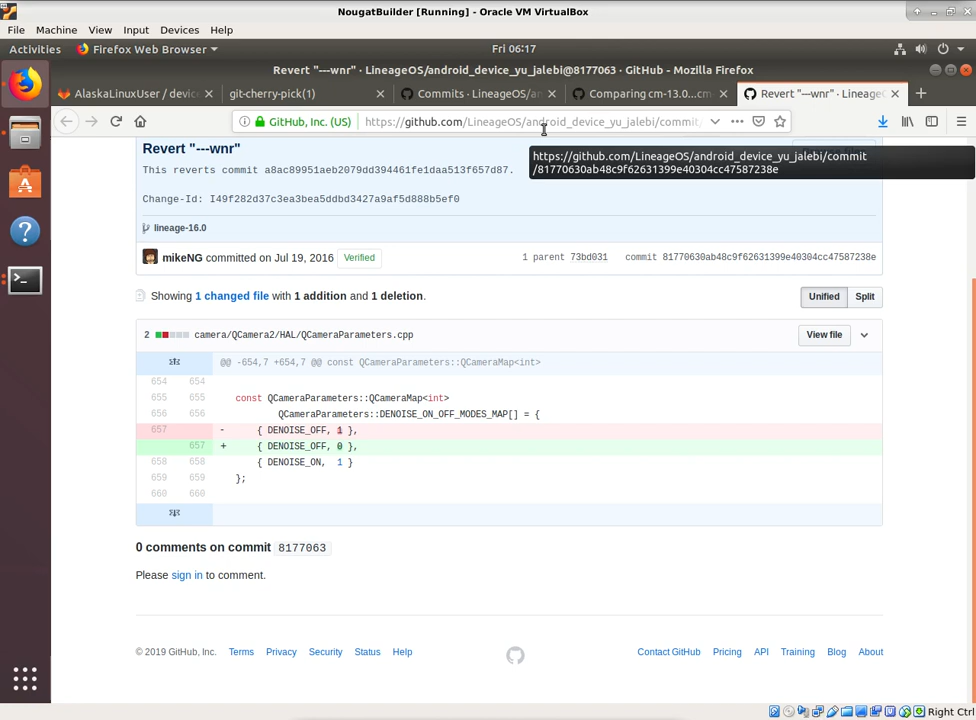 NougatBuilder [Running] - Oracle VM VirtualBox
File Machine View Input Devices Help
Activities Firefox Web Browser Fri 06:17
Revert "---wnr" · LineageOS/android_device_yu_jalebi@8177063 · GitHub - Mozilla Firefox
AlaskaLinuxUser / device git-cherry-pick(1) Commits · LineageOS/an Comparing cm-13.0...cm Revert "---wnr" · LineageO
GitHub, Inc. (US) https://github.com/LineageOS/android_device_yu_jalebi/commit/
https://github.com/LineageOS/android_device_yu_jalebi/commit
/81770630ab48c9f62631399e40304cc47587238e
Revert "---wnr"
This reverts commit a8ac89951aeb2079dd394461fe1daa513f657d87.
Change-Id: I49f282d37c3ea3bea5ddbd3427a9af5d888b5ef0
lineage-16.0
mikeNG committed on Jul 19, 2016 Verified 1 parent 73bd031 commit 81770630ab48c9f62631399e40304cc47587238e
Showing 1 changed file with 1 addition and 1 deletion. Unified Split
2 camera/QCamera2/HAL/QCameraParameters.cpp View file
@@ -654,7 +654,7 @@ const QCameraParameters::QCameraMap<int>
654 654
655 655 const QCameraParameters::QCameraMap<int>
656 656 QCameraParameters::DENOISE_ON_OFF_MODES_MAP[] = {
657 - { DENOISE_OFF, 1 },
657 + { DENOISE_OFF, 0 },
658 658 { DENOISE_ON, 1 }
659 659 };
660 660
0 comments on commit 8177063
Please sign in to comment.
© 2019 GitHub, Inc. Terms Privacy Security Status Help Contact GitHub Pricing API Training Blog About
Right Ctrl